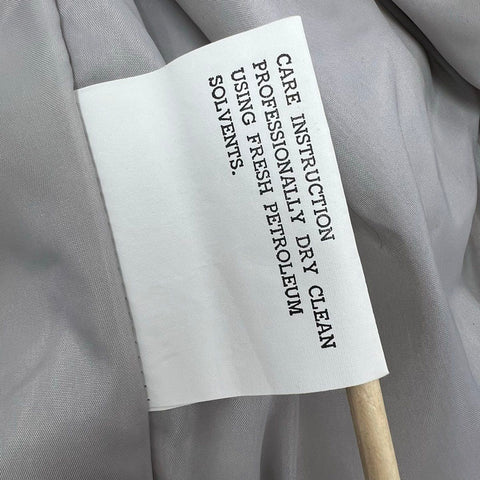 CARE INSTRUCTION
PROFESSIONALLY DRY CLEAN
USING FRESH PETROLEUM
SOLVENTS.